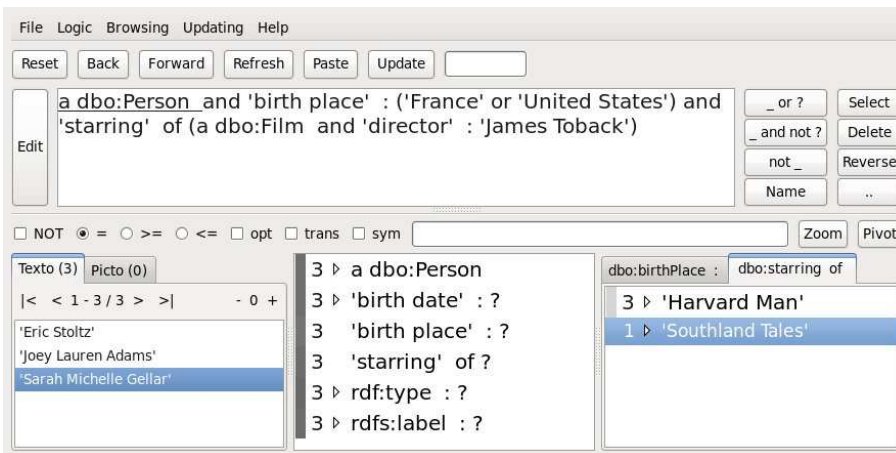 File Logic Browsing Updating Help
Reset Back Forward Refresh Paste Update
Edit
a dbo:Person and 'birth place' : ('France' or 'United States') and
'starring' of (a dbo:Film and 'director' : 'James Toback')
_ or ? Select
_ and not ? Delete
not _ Reverse
Name ..
NOT = >= <= opt trans sym Zoom Pivot
Texto (3) Picto (0)
|< < 1 - 3 / 3 > >| - 0 +
'Eric Stoltz'
'Joey Lauren Adams'
'Sarah Michelle Gellar'
3 a dbo:Person
3 'birth date' : ?
3 'birth place' : ?
3 'starring' of ?
3 rdf:type : ?
3 rdfs:label : ?
dbo:birthPlace : dbo:starring of
3 'Harvard Man'
1 'Southland Tales'